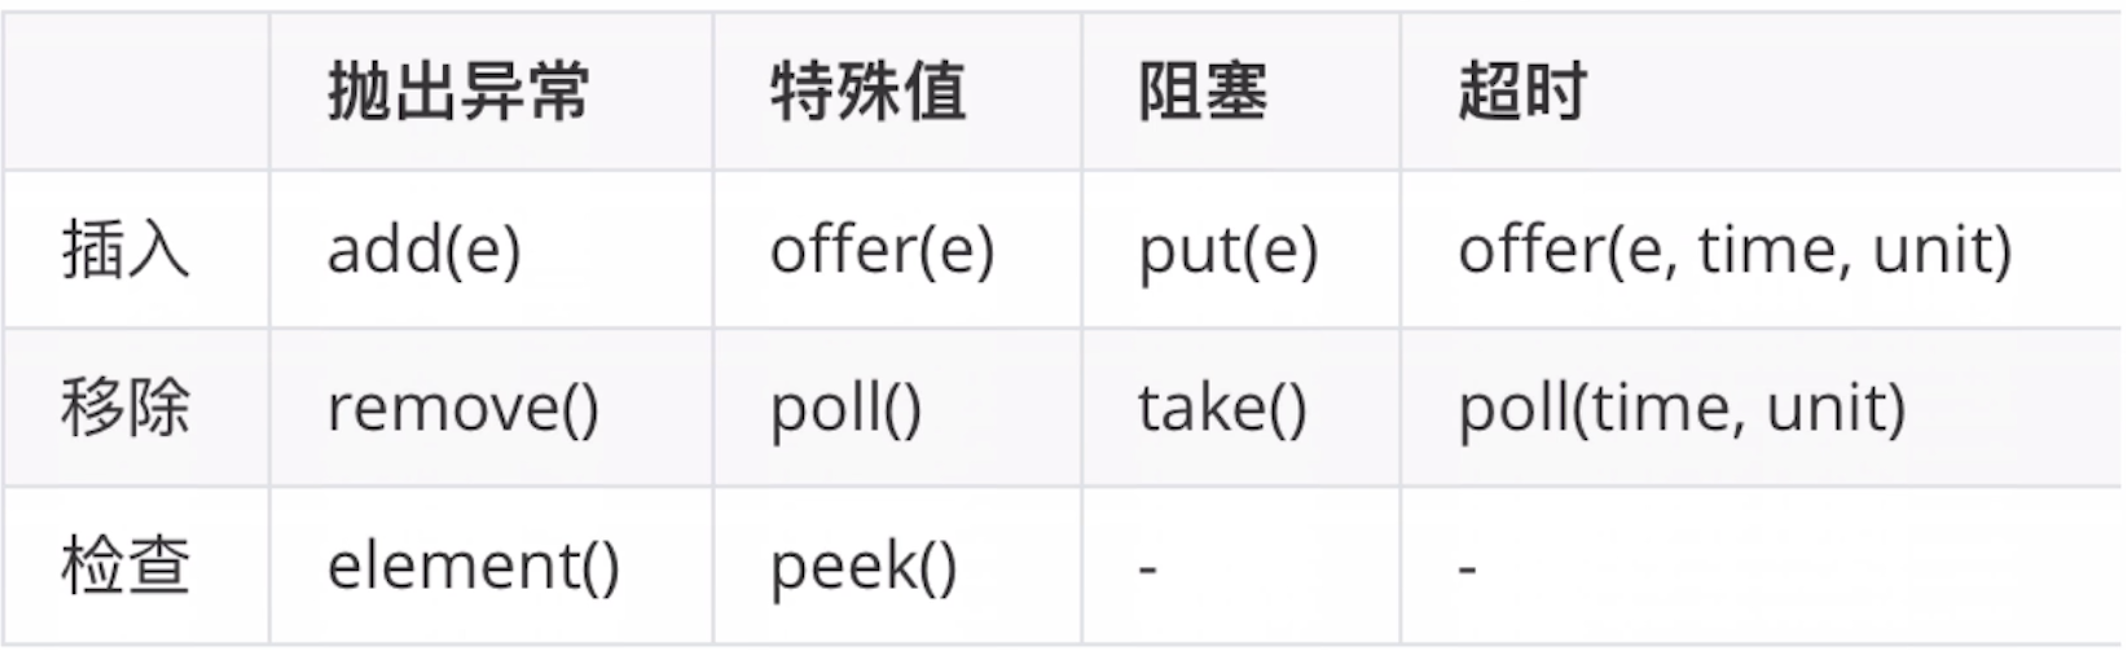 抛出异常 特殊值 阻塞 超时
插入 add(e) offer(e) put(e) offer(e, time, unit)
移除 remove() poll() take() poll(time, unit)
检查 element() peek() - -